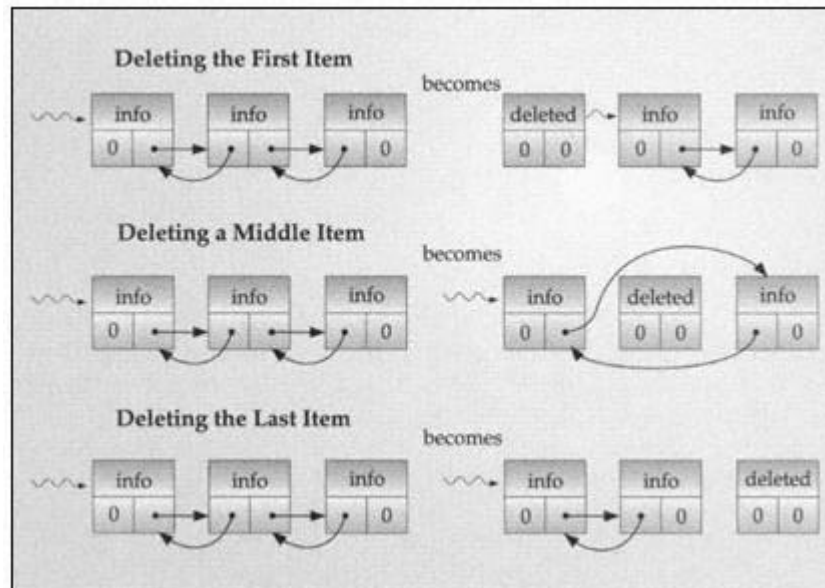 Deleting the First Item
becomes
info info info
0 0
deleted info info
0 0 0 0
Deleting a Middle Item
becomes
info info info
0 0
info deleted info
0 0 0 0
Deleting the Last Item
becomes
info info info
0 0
info info deleted
0 0 0 0